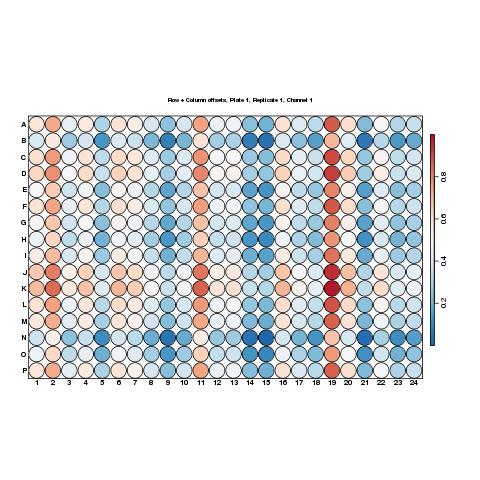 Row + Column offsets, Plate 1, Replicate 1, Channel 1
A
B
C
D
E
F
G
H
I
J
K
L
M
N
O
P
1 2 3 4 5 6 7 8 9 10 11 12 13 14 15 16 17 18 19 20 21 22 23 24
0.8
0.6
0.4
0.2